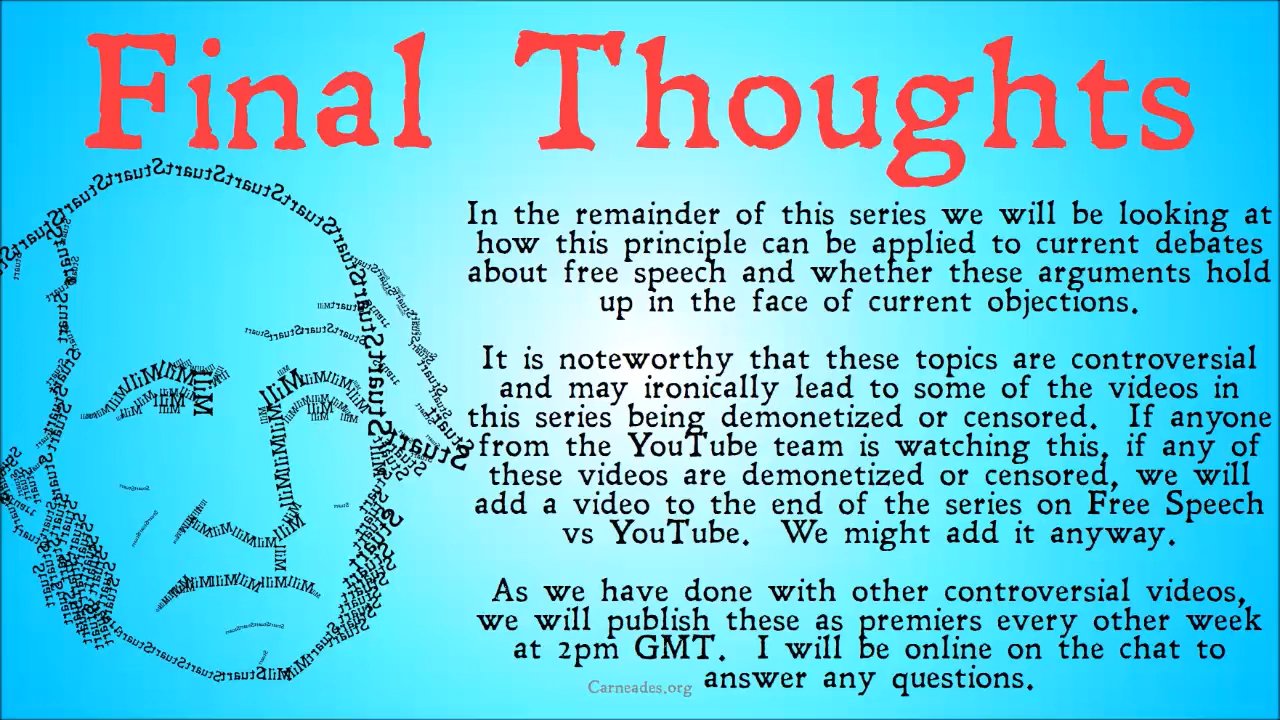 Final Thoughts
In the remainder of this series we will be looking at
how this principle can be applied to current debates
about free speech and whether these arguments hold
up in the face of current objections.
It is noteworthy that these topics are controversial
and may ironically lead to some of the videos in
this series being demonetized or censored. If anyone
from the YouTube team is watching this, if any of
these videos are demonetized or censored, we will
add a video to the end of the series on Free Speech
vs YouTube. We might add it anyway.
As we have done with other controversial videos,
we will publish these as premiers every other week
at 2pm GMT. I will be online on the chat to
answer any questions.
Carneades.org